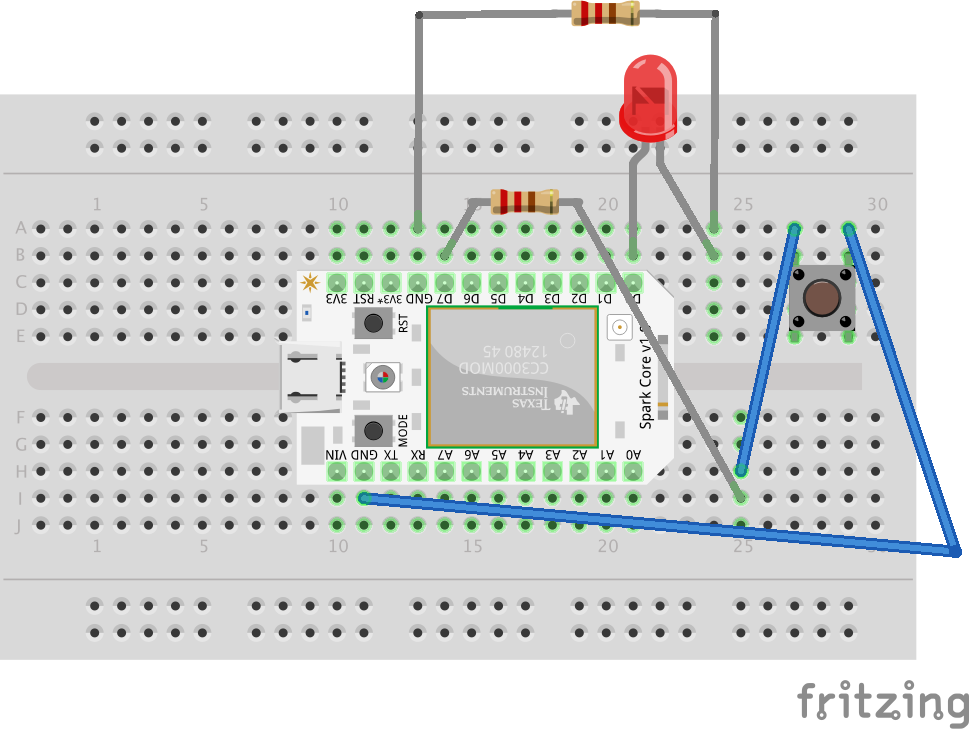 1 5 10 15 20 25 30
A
B
C
D
E
3V3 RST 3V3* GND D7 D6 D5 D4 D3 D2 D1
RST
CC3000MOD
12480 45
TEXAS
INSTRUMENTS
Spark Core v1.
MODE
VIN GND TX RX A7 A6 A5 A4 A3 A2 A1 A0
F
G
H
I
J
1 5 10 15 20 25 30
fritzing